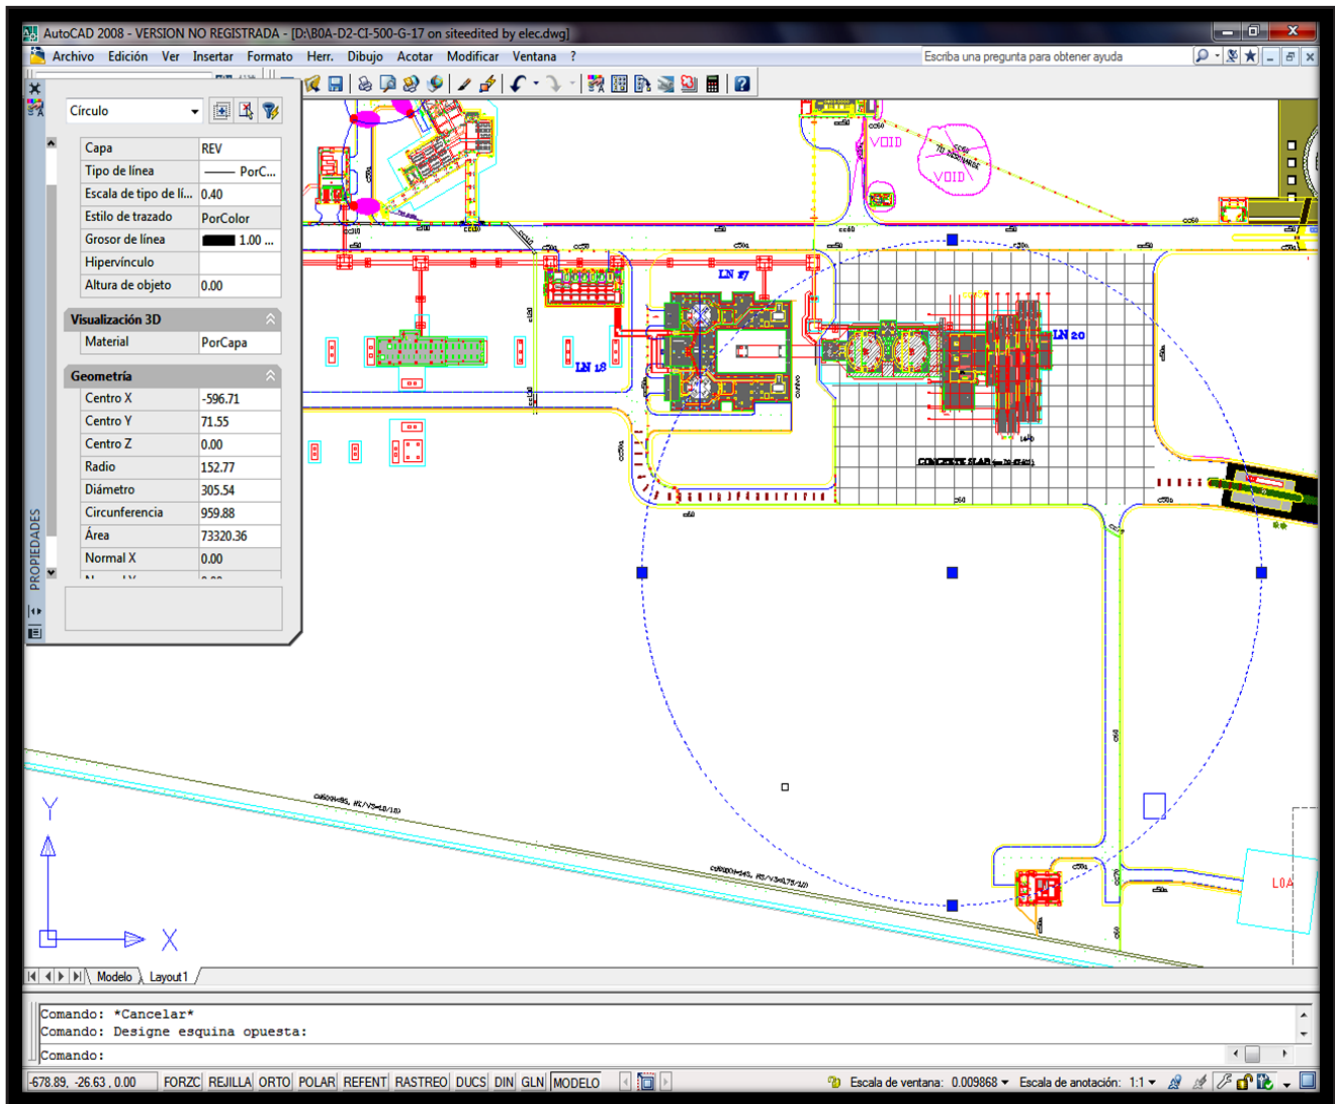 AutoCAD 2008 - VERSION NO REGISTRADA - [D:\B0A-D2-CI-500-G-17 on siteedited by elec.dwg]
Archivo Edición Ver Insertar Formato Herr. Dibujo Acotar Modificar Ventana ?
Escriba una pregunta para obtener ayuda
Círculo
Capa REV
Tipo de línea PorC...
Escala de tipo de lí... 0.40
Estilo de trazado PorColor
Grosor de línea 1.00 ...
Hipervínculo
Altura de objeto 0.00
Visualización 3D
Material PorCapa
Geometría
Centro X -596.71
Centro Y 71.55
Centro Z 0.00
Radio 152.77
Diámetro 305.54
Circunferencia 959.88
Área 73320.36
Normal X 0.00
PROPIEDADES
VOID
VOID
LN 27
LN 20
LN 18
CONCRETE SLAB
L0A
Y
X
Modelo Layout1
Comando: *Cancelar*
Comando: Designe esquina opuesta:
Comando:
-678.89, -26.63 , 0.00 FORZC REJILLA ORTO POLAR REFENT RASTREO DUCS DIN GLN MODELO Escala de ventana: 0.009868 Escala de anotación: 1:1